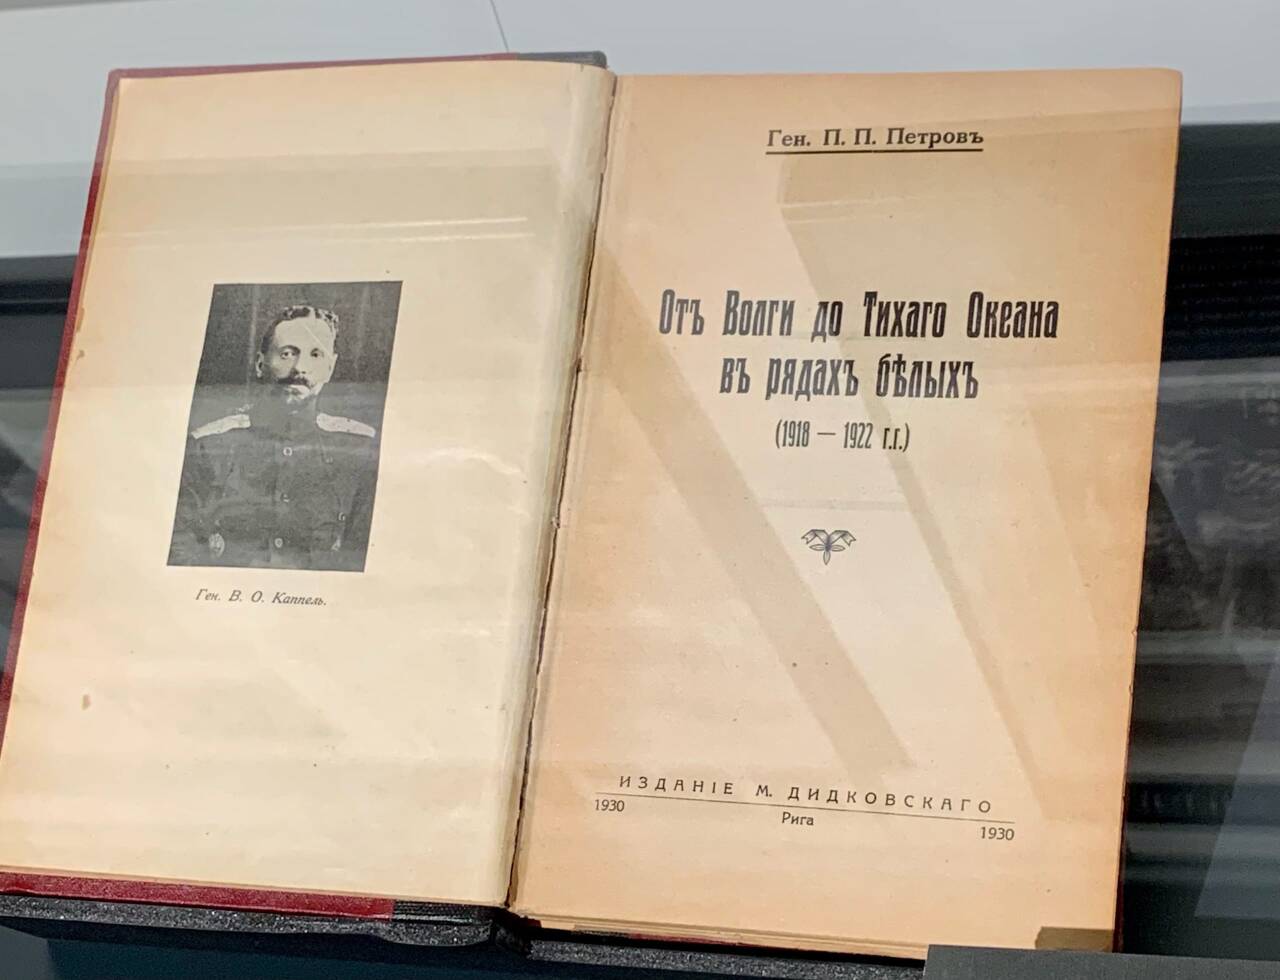 Ген. В. О. Каппель.
Ген. П. П. Петровъ
Отъ Волги до Тихаго Океана
въ рядахъ бѣлыхъ
(1918 — 1922 г.г.)
ИЗДАНІЕ М. ДИДКОВСКАГО
1930 Рига 1930